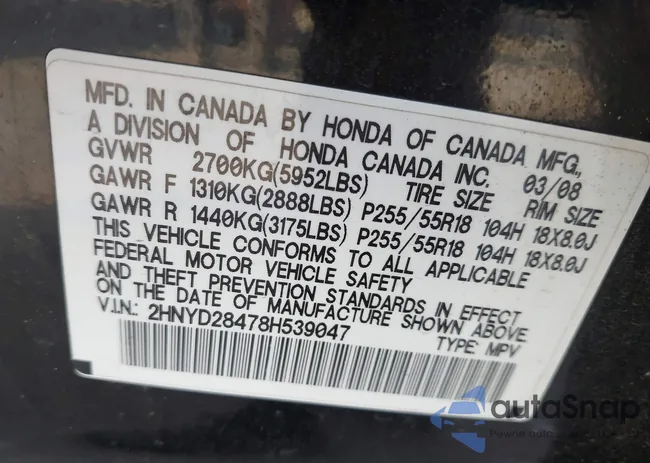 MFD. IN CANADA BY HONDA OF CANADA MFG.,
A DIVISION OF HONDA CANADA INC. 03/08
GVWR 2700KG(5952LBS) TIRE SIZE RIM SIZE
GAWR F 1310KG(2888LBS) P255/55R18 104H 18X8.0J
GAWR R 1440KG(3175LBS) P255/55R18 104H 18X8.0J
THIS VEHICLE CONFORMS TO ALL APPLICABLE
FEDERAL MOTOR VEHICLE SAFETY
AND THEFT PREVENTION STANDARDS IN EFFECT
ON THE DATE OF MANUFACTURE SHOWN ABOVE.
V.I.N.: 2HNYD28478H539047 TYPE: MPV
autoSnap